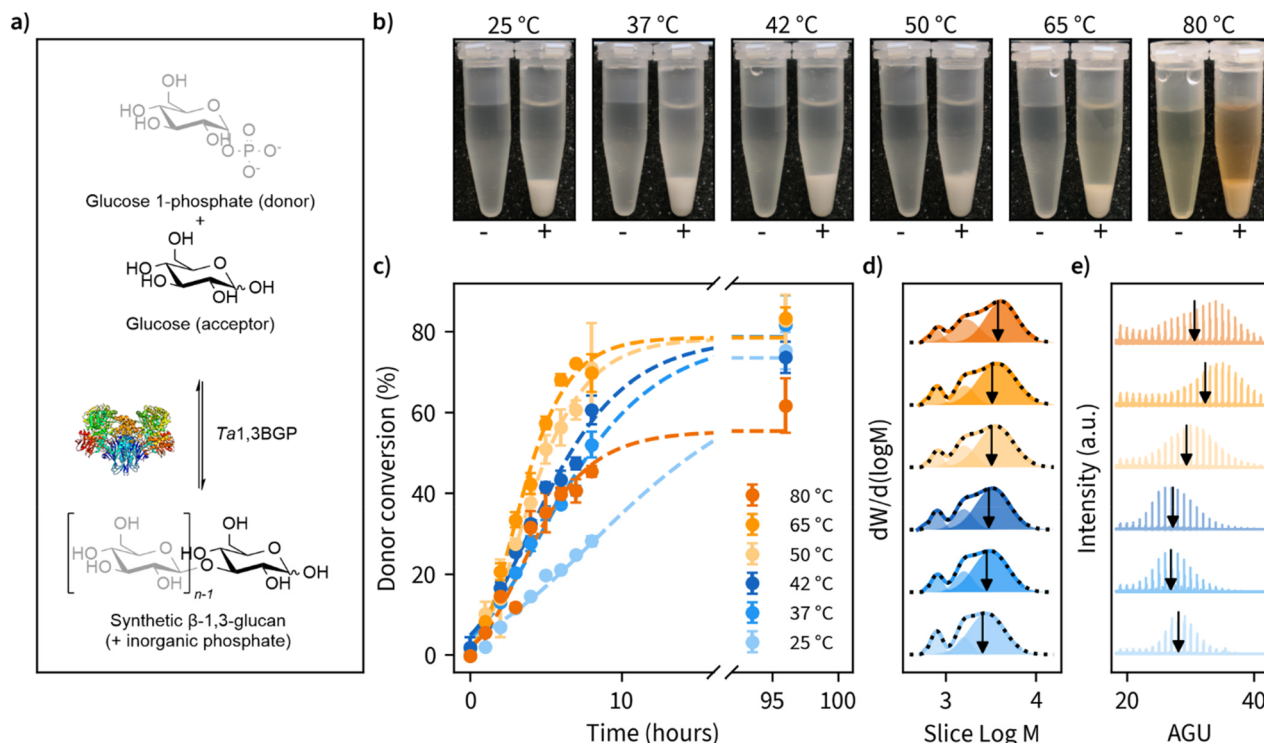 a)
OH
HO
HO
OH
O
O
P
O
O-
O-
Glucose 1-phosphate (donor)
+
OH
HO
HO
O
OH
OH
Glucose (acceptor)
Ta1,3BGP
OH
HO
HO
O
OH
n-1
O
OH
HO
O
OH
OH
Synthetic β-1,3-glucan
(+ inorganic phosphate)
b)
25 °C 37 °C 42 °C 50 °C 65 °C 80 °C
- + - + - + - + - + - +
c)
Donor conversion (%)
80
60
40
20
0
80 °C
65 °C
50 °C
42 °C
37 °C
25 °C
0 10 95 100
Time (hours)
d)
dW/d(logM)
3 4
Slice Log M
e)
Intensity (a.u.)
20 40
AGU